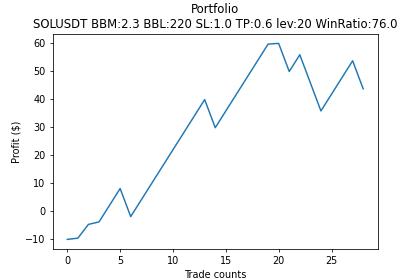 Portfolio
SOLUSDT BBM:2.3 BBL:220 SL:1.0 TP:0.6 lev:20 WinRatio:76.0
60
50
40
30
20
10
0
−10
Profit ($)
0 5 10 15 20 25
Trade counts